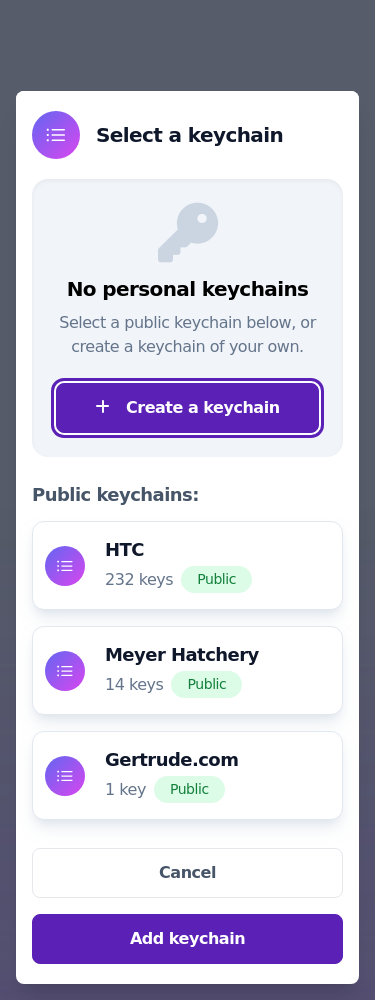 Select a keychain
No personal keychains
Select a public keychain below, or
create a keychain of your own.
Create a keychain
Public keychains:
HTC
232 keys Public
Meyer Hatchery
14 keys Public
Gertrude.com
1 key Public
Cancel
Add keychain